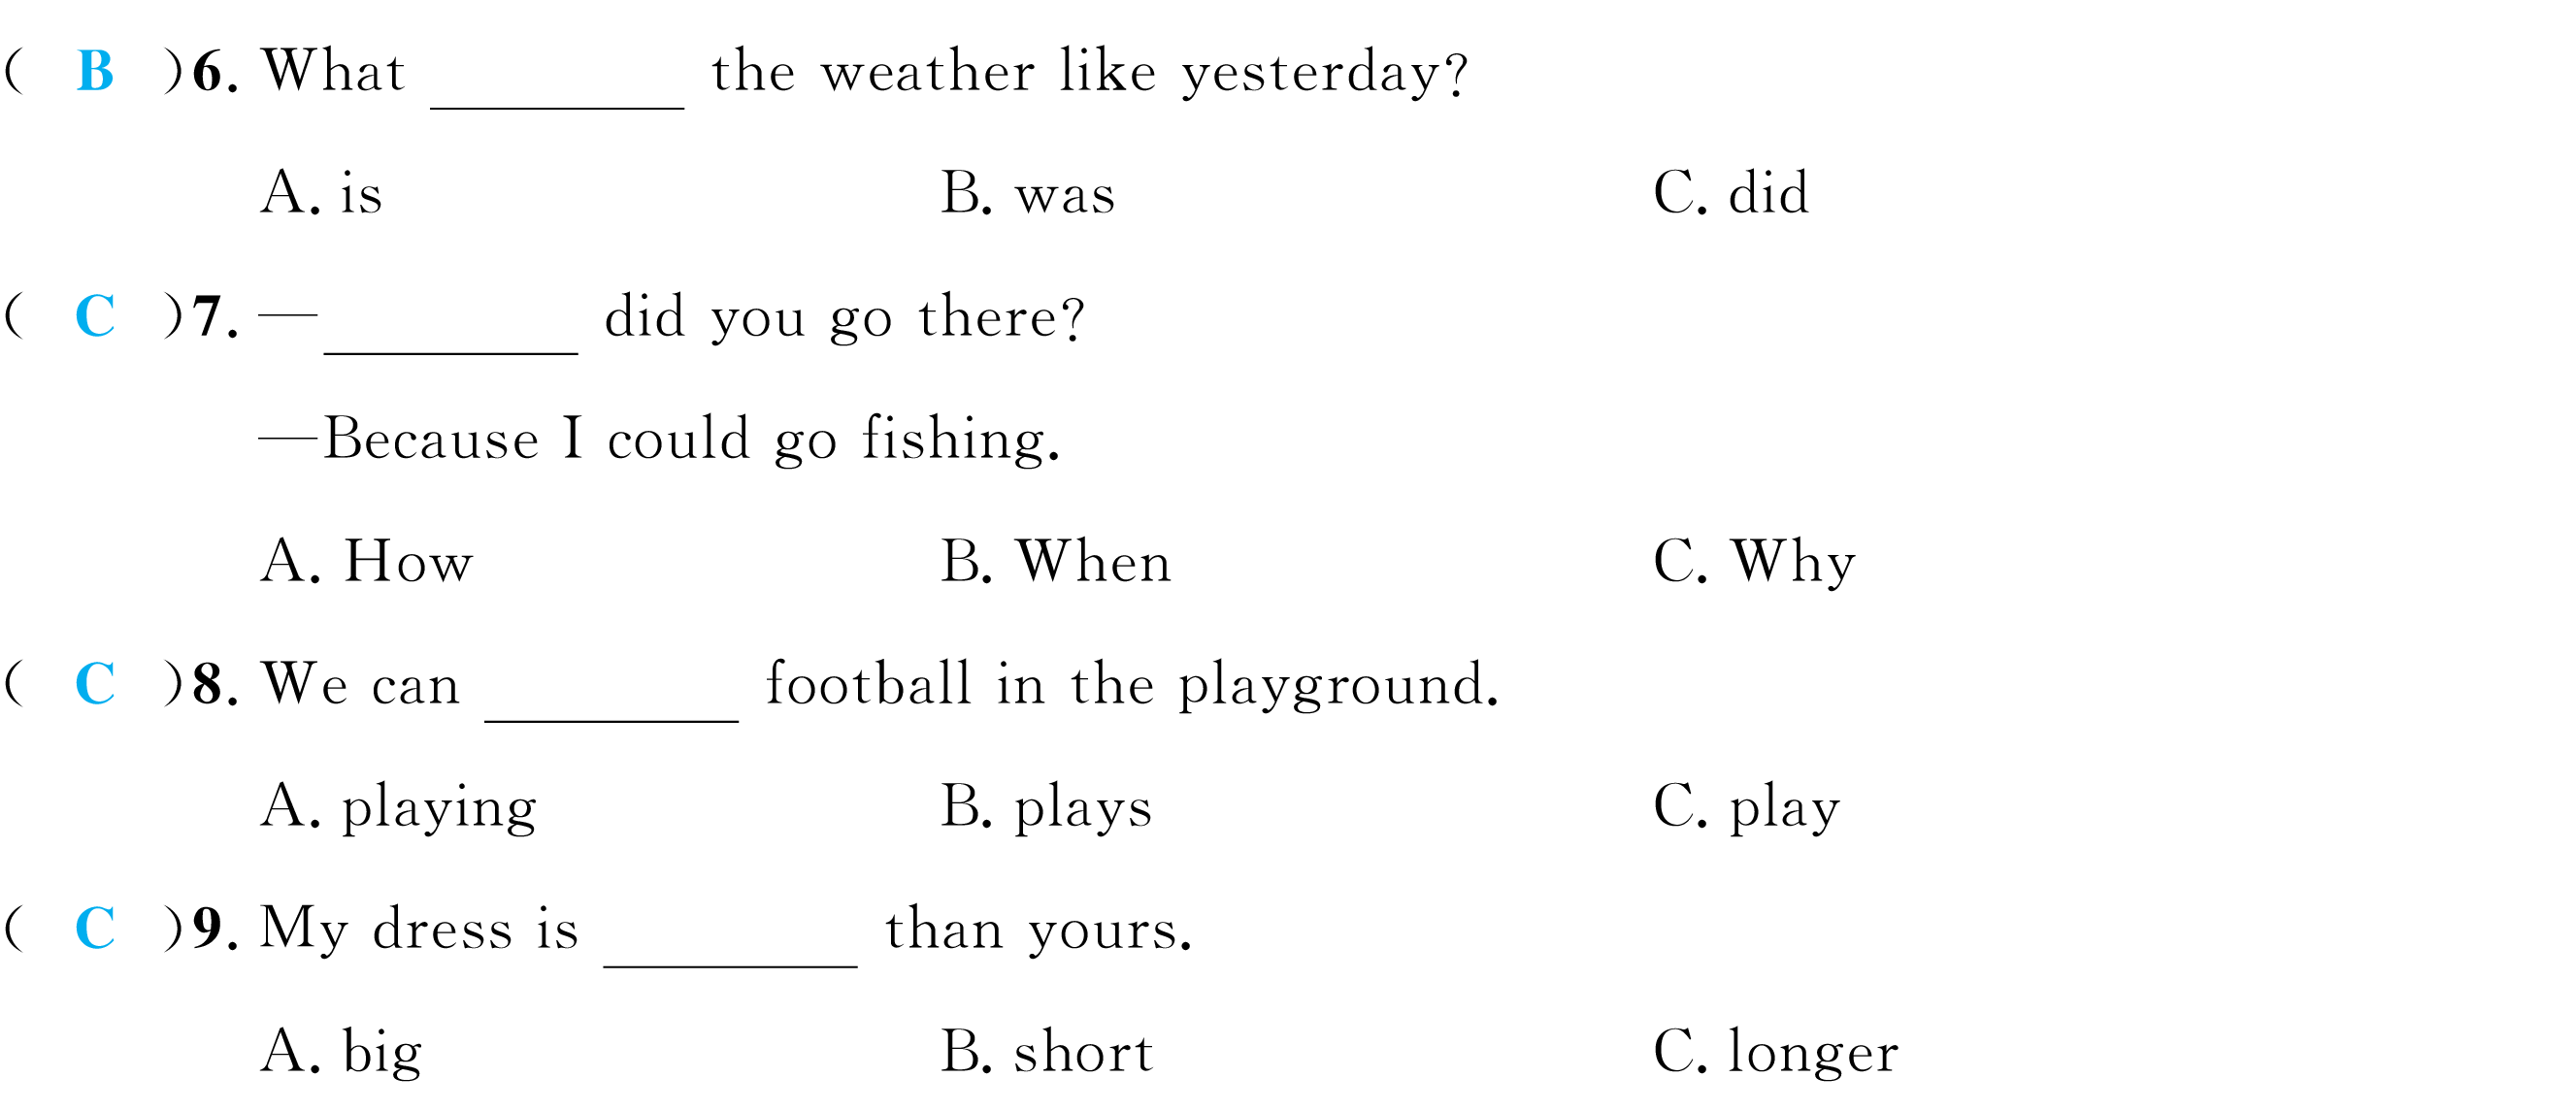 ( B )6. What ________ the weather like yesterday?
A. is B. was C. did
( C )7. —________ did you go there?
—Because I could go fishing.
A. How B. When C. Why
( C )8. We can ________ football in the playground.
A. playing B. plays C. play
( C )9. My dress is ________ than yours.
A. big B. short C. longer